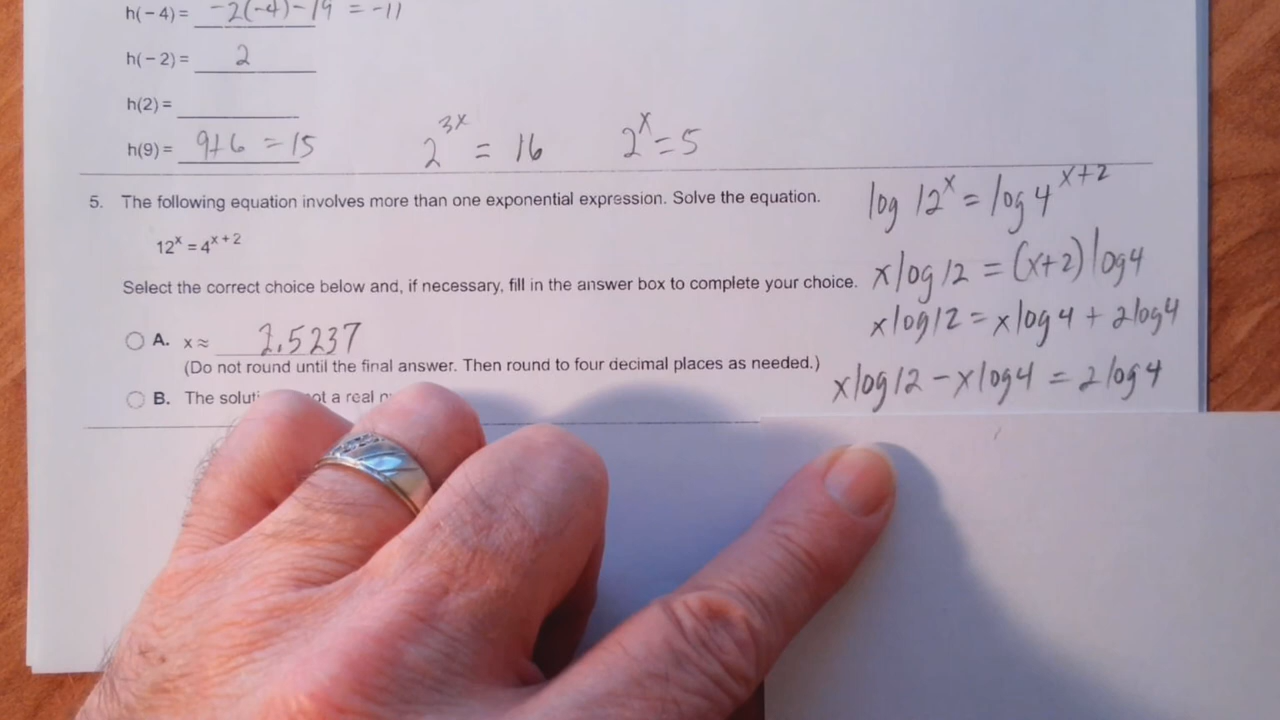 h(-4)= -2(-4)-19 = -11
h(-2)= 2
h(2)=
h(9)= 9+6 = 15
2^3x = 16
2^x = 5
5. The following equation involves more than one exponential expression. Solve the equation.
12^x = 4^x+2
Select the correct choice below and, if necessary, fill in the answer box to complete your choice.
A. x≈ 2.5237
(Do not round until the final answer. Then round to four decimal places as needed.)
B. The a real
log 12^x = log 4^x+2
x log 12 = (x+2) log 4
x log 12 = x log 4 + 2 log 4
x log 12 - x log 4 = 2 log 4